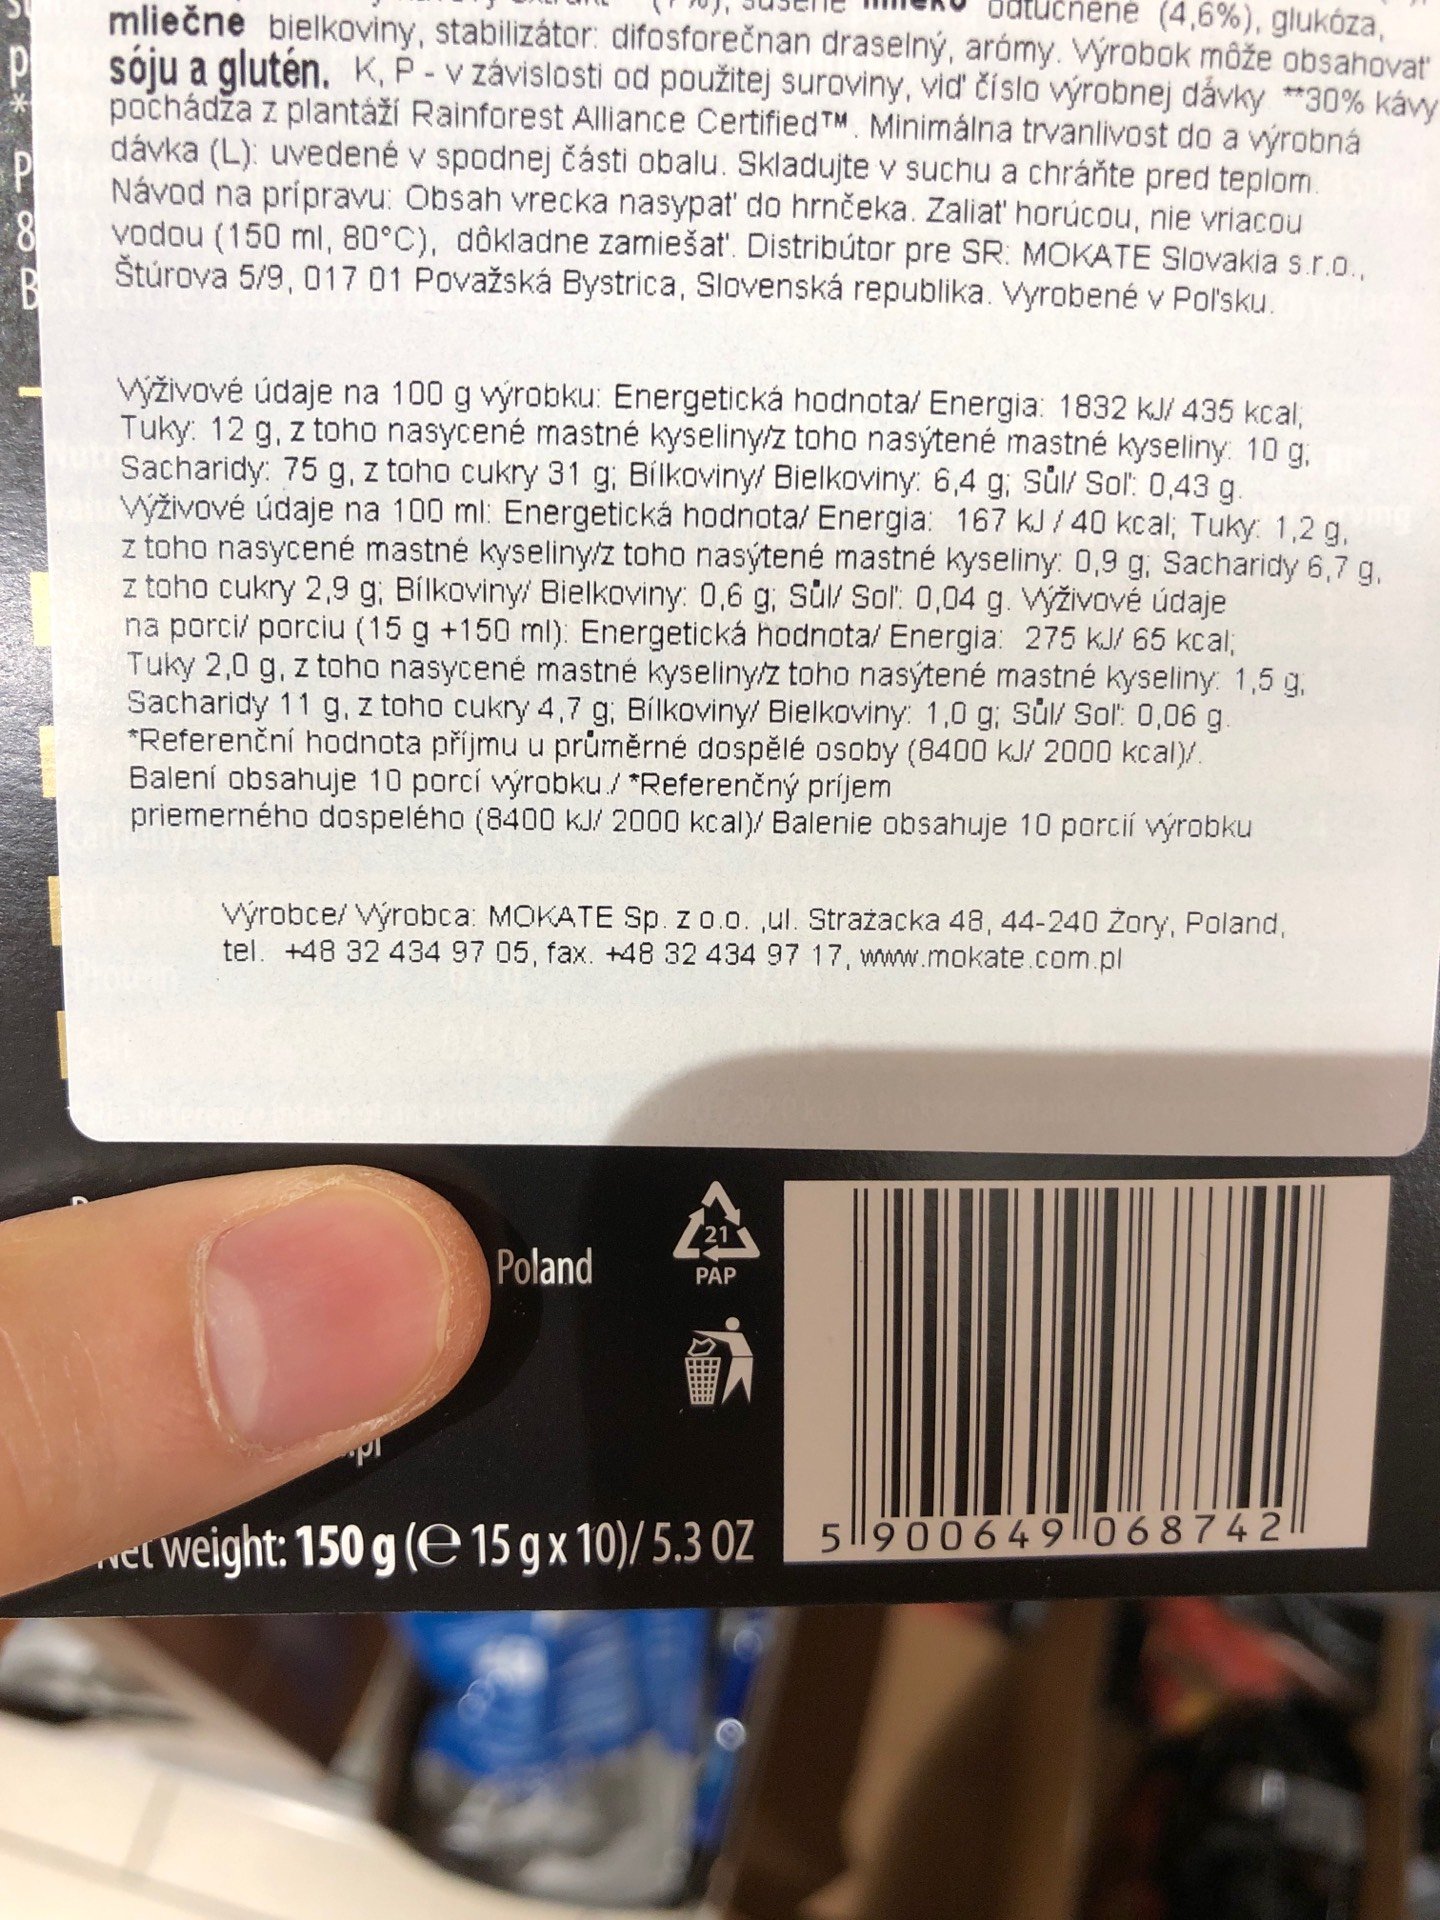 mliečne bielkoviny, stabilizátor: difosforečnan draselný, arómy. Výrobok môže obsahovať odtučnené (4,6%), glukóza,
sóju a glutén. K, P - v závislosti od použitej suroviny, viď číslo výrobnej dávky **30% kávy
pochádza z plantáží Rainforest Alliance Certified™. Minimálna trvanlivosť do a výrobná
dávka (L): uvedené v spodnej části obalu. Skladujte v suchu a chráňte pred teplom.
Návod na prípravu: Obsah vrecka nasypať do hrnčeka. Zaliať horúcou, nie vriacou
vodou (150 ml, 80°C), dôkladne zamiešať. Distribútor pre SR: MOKATE Slovakia s.r.o.,
Štúrova 5/9, 017 01 Považská Bystrica, Slovenská republika. Vyrobené v Poľsku.
Výživové údaje na 100 g výrobku: Energetická hodnota/ Energia: 1832 kJ/ 435 kcal;
Tuky: 12 g, z toho nasycené mastné kyseliny/z toho nasýtené mastné kyseliny: 10 g;
Sacharidy: 75 g, z toho cukry 31 g; Bílkoviny/ Bielkoviny: 6,4 g; Sůl/ Soľ: 0,43 g.
Výživové údaje na 100 ml: Energetická hodnota/ Energia: 167 kJ / 40 kcal; Tuky: 1,2 g,
z toho nasycené mastné kyseliny/z toho nasýtené mastné kyseliny: 0,9 g; Sacharidy 6,7 g,
z toho cukry 2,9 g; Bílkoviny/ Bielkoviny: 0,6 g; Sůl/ Soľ: 0,04 g. Výživové údaje
na porci/ porciu (15 g +150 ml): Energetická hodnota/ Energia: 275 kJ/ 65 kcal;
Tuky 2,0 g, z toho nasycené mastné kyseliny/z toho nasýtené mastné kyseliny: 1,5 g;
Sacharidy 11 g, z toho cukry 4,7 g; Bílkoviny/ Bielkoviny: 1,0 g; Sůl/ Soľ: 0,06 g.
*Referenční hodnota příjmu u průměrné dospělé osoby (8400 kJ/ 2000 kcal)/.
Balení obsahuje 10 porcí výrobku./ *Referenčný príjem
priemerného dospelého (8400 kJ/ 2000 kcal)/ Balenie obsahuje 10 porcií výrobku
Výrobce/ Výrobca: MOKATE Sp. z o.o. ,ul. Strażacka 48, 44-240 Żory, Poland,
tel. +48 32 434 97 05, fax. +48 32 434 97 17, www.mokate.com.pl
Poland
21
PAP
.pl
Net weight: 150 g (℮ 15 g x 10)/ 5.3 OZ
5 900649 068742